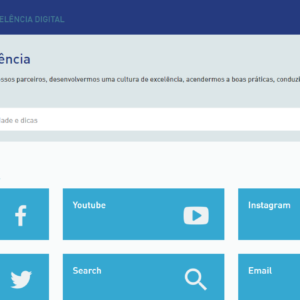 ELÊNCIA DIGITAL
ência
ssos parceiros, desenvolvermos uma cultura de excelência, acendermos a boas práticas, conduz
ade e dicas
Youtube
Instagram
Search
Email